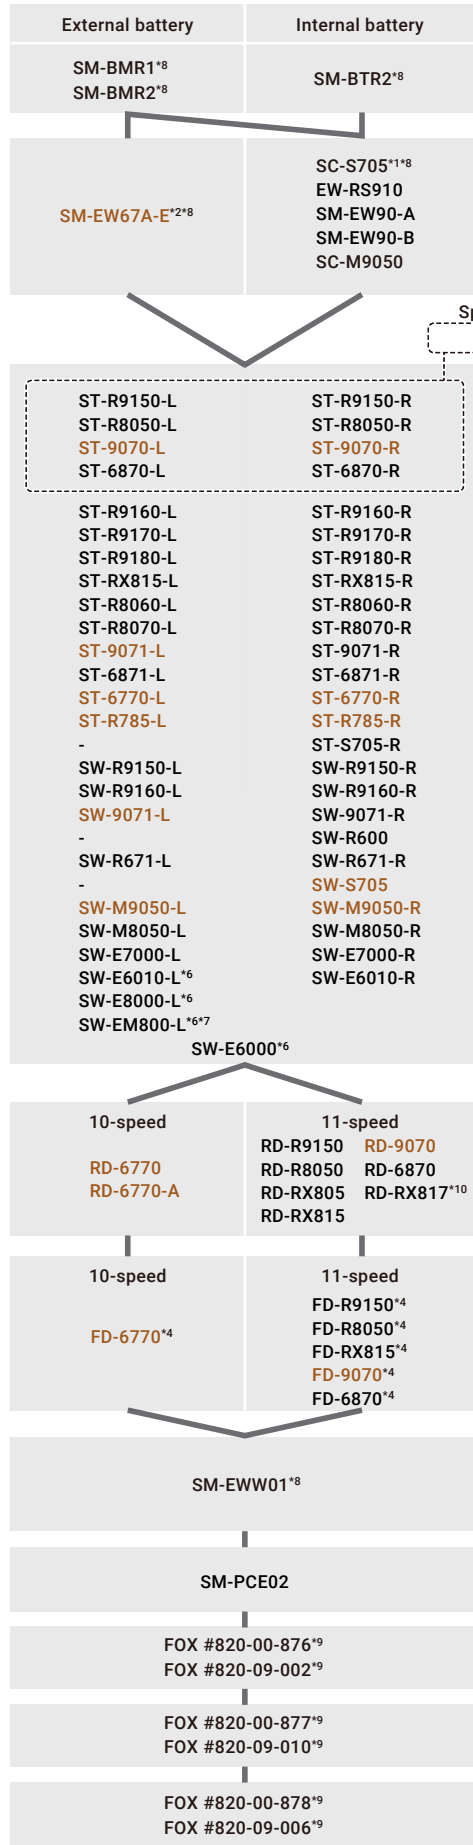 External battery
Internal battery
SM-BMR1*8
SM-BMR2*8
SM-BTR2*8
SM-EW67A-E*2*8
SC-S705*1*8
EW-RS910
SM-EW90-A
SM-EW90-B
SC-M9050
Sp
ST-R9150-L ST-R9150-R
ST-R8050-L ST-R8050-R
ST-9070-L ST-9070-R
ST-6870-L ST-6870-R
ST-R9160-L ST-R9160-R
ST-R9170-L ST-R9170-R
ST-R9180-L ST-R9180-R
ST-RX815-L ST-RX815-R
ST-R8060-L ST-R8060-R
ST-R8070-L ST-R8070-R
ST-9071-L ST-9071-R
ST-6871-L ST-6871-R
ST-6770-L ST-6770-R
ST-R785-L ST-R785-R
- ST-S705-R
SW-R9150-L SW-R9150-R
SW-R9160-L SW-R9160-R
SW-9071-L SW-9071-R
- SW-R600
SW-R671-L SW-R671-R
- SW-S705
SW-M9050-L SW-M9050-R
SW-M8050-L SW-M8050-R
SW-E7000-L SW-E7000-R
SW-E6010-L*6 SW-E6010-R
SW-E8000-L*6
SW-EM800-L*6*7
SW-E6000*6
10-speed
RD-6770
RD-6770-A
11-speed
RD-R9150 RD-9070
RD-R8050 RD-6870
RD-RX805 RD-RX817*10
RD-RX815
10-speed
FD-6770*4
11-speed
FD-R9150*4
FD-R8050*4
FD-RX815*4
FD-9070*4
FD-6870*4
SM-EWW01*8
SM-PCE02
FOX #820-00-876*9
FOX #820-09-002*9
FOX #820-00-877*9
FOX #820-09-010*9
FOX #820-00-878*9
FOX #820-09-006*9